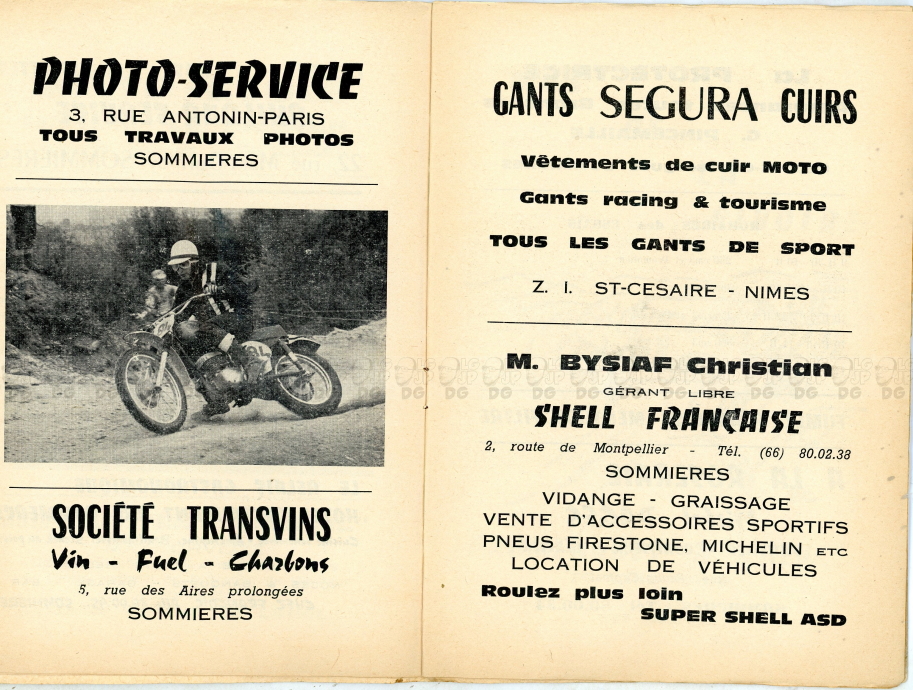 PHOTO-SERVICE
3, RUE ANTONIN-PARIS
TOUS TRAVAUX PHOTOS
SOMMIERES
SOCIÉTÉ TRANSVINS
Vin - Fuel - Charbons
5, rue des Aires prolongées
SOMMIERES
GANTS SEGURA CUIRS
Vêtements de cuir MOTO
Gants racing & tourisme
TOUS LES GANTS DE SPORT
Z. I. ST-CESAIRE - NIMES
M. BYSIAF Christian
GÉRANT LIBRE
SHELL FRANÇAISE
2, route de Montpellier - Tél. (66) 80.02.38
SOMMIERES
VIDANGE - GRAISSAGE
VENTE D'ACCESSOIRES SPORTIFS
PNEUS FIRESTONE, MICHELIN ETC
LOCATION DE VÉHICULES
Roulez plus loin
SUPER SHELL ASD